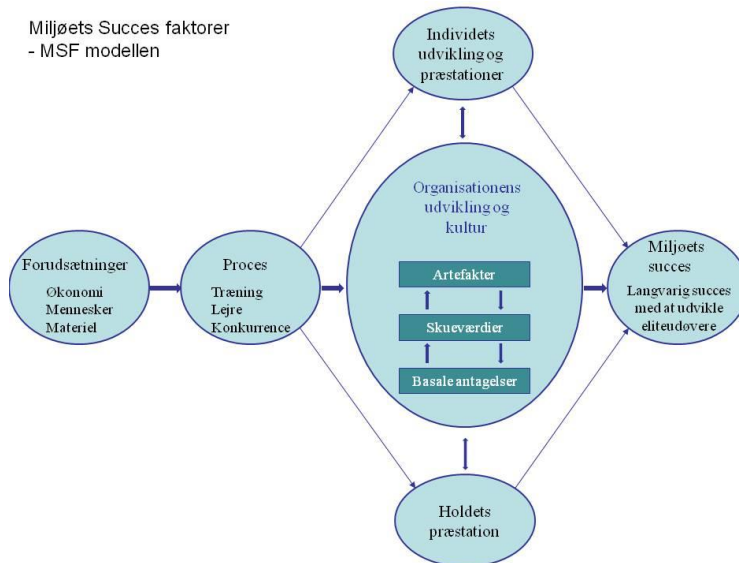 Miljøets Succes faktorer
- MSF modellen
Individets
udvikling og
præstationer
Organisationens
udvikling og
kultur
Artefakter
Skueværdier
Basale antagelser
Forudsætninger
Økonomi
Mennesker
Materiel
Proces
Træning
Lejre
Konkurrence
Miljøets
succes
Langvarig succes
med at udvikle
eliteudøvere
Holdets
præstation